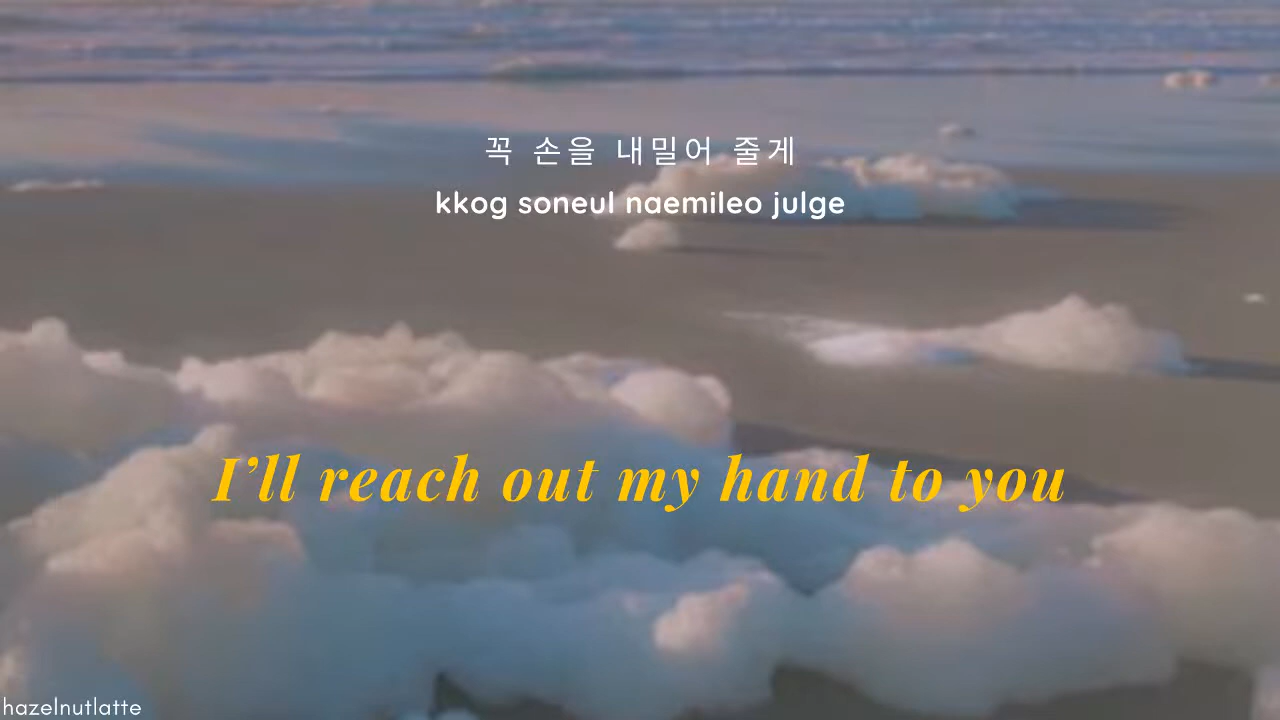 꼭 손을 내밀어 줄게
kkog soneul naemileo julge
I’ll reach out my hand to you
hazelnutlatte